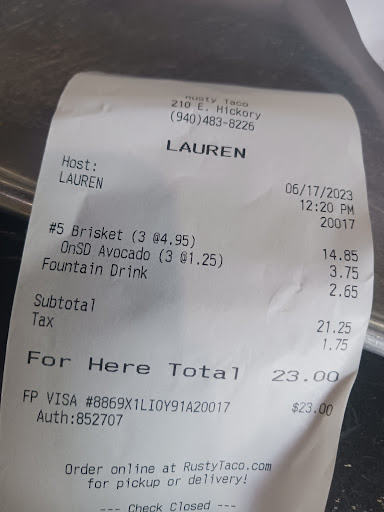 Rusty Taco
210 E. Hickory
(940)483-8226
LAUREN
Host:
LAUREN
06/17/2023
12:20 PM
20017
#5 Brisket (3 @4.95) 14.85
OnSD Avocado (3 @1.25) 3.75
Fountain Drink 2.65
Subtotal 21.25
Tax 1.75
For Here Total 23.00
FP VISA #8869X1LIOY91A20017 $23.00
Auth:852707
Order online at RustyTaco.com
for pickup or delivery!
--- Check Closed ---